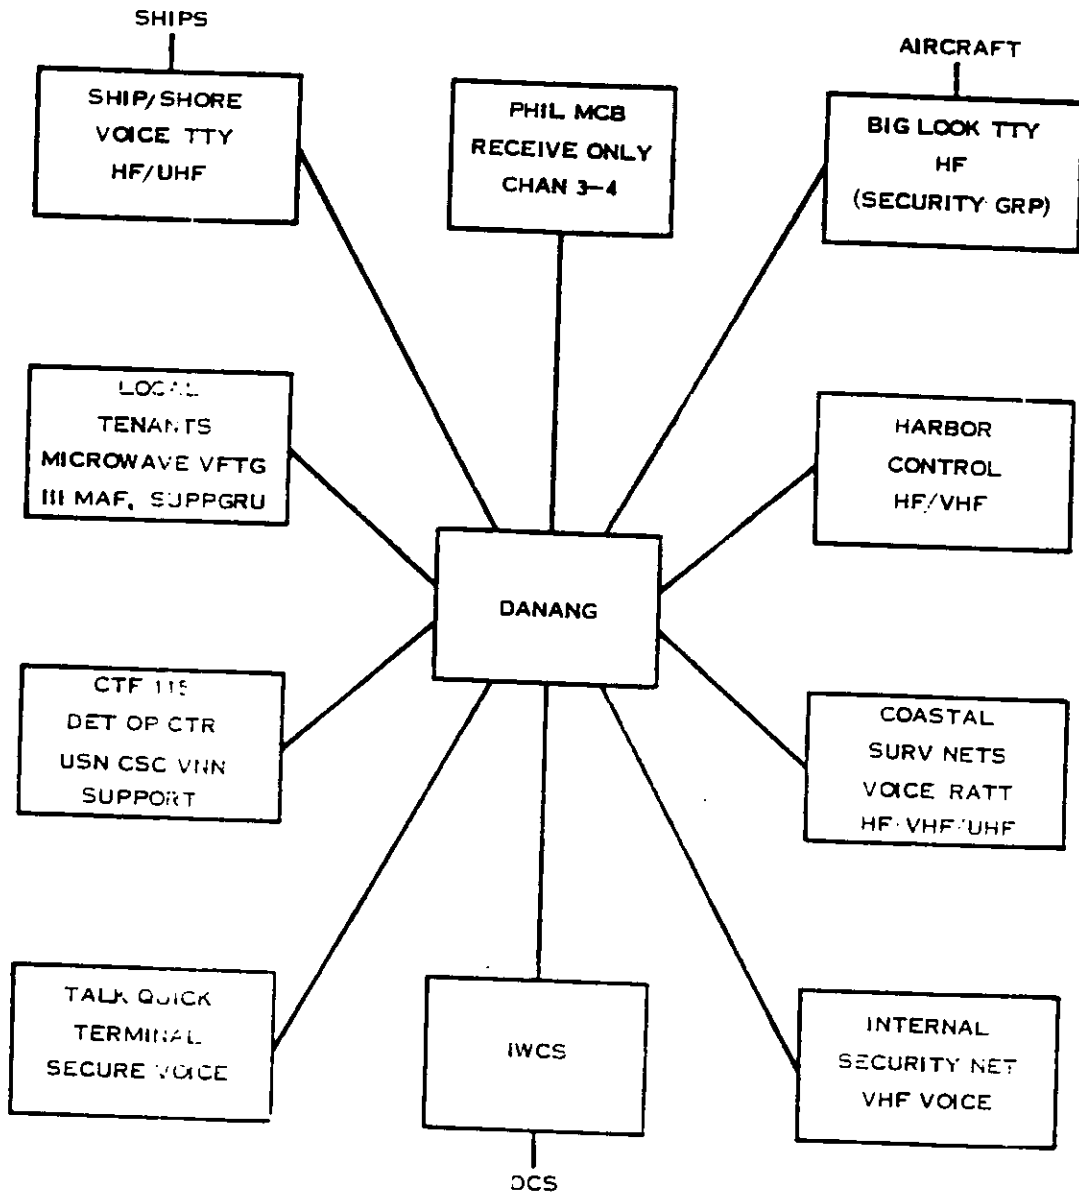 SHIPS
SHIP/SHORE
VOICE TTY
HF/UHF
PHIL MCB
RECEIVE ONLY
CHAN 3-4
AIRCRAFT
BIG LOOK TTY
HF
(SECURITY GRP)
LOCAL
TENANTS
MICROWAVE VFTG
III MAF, SUPPGRU
HARBOR
CONTROL
HF/VHF
DANANG
CTF 115
DET OP CTR
USN CSC VNN
SUPPORT
COASTAL
SURV NETS
VOICE RATT
HF/VHF/UHF
TALK QUICK
TERMINAL
SECURE VOICE
IWCS
DCS
INTERNAL
SECURITY NET
VHF VOICE